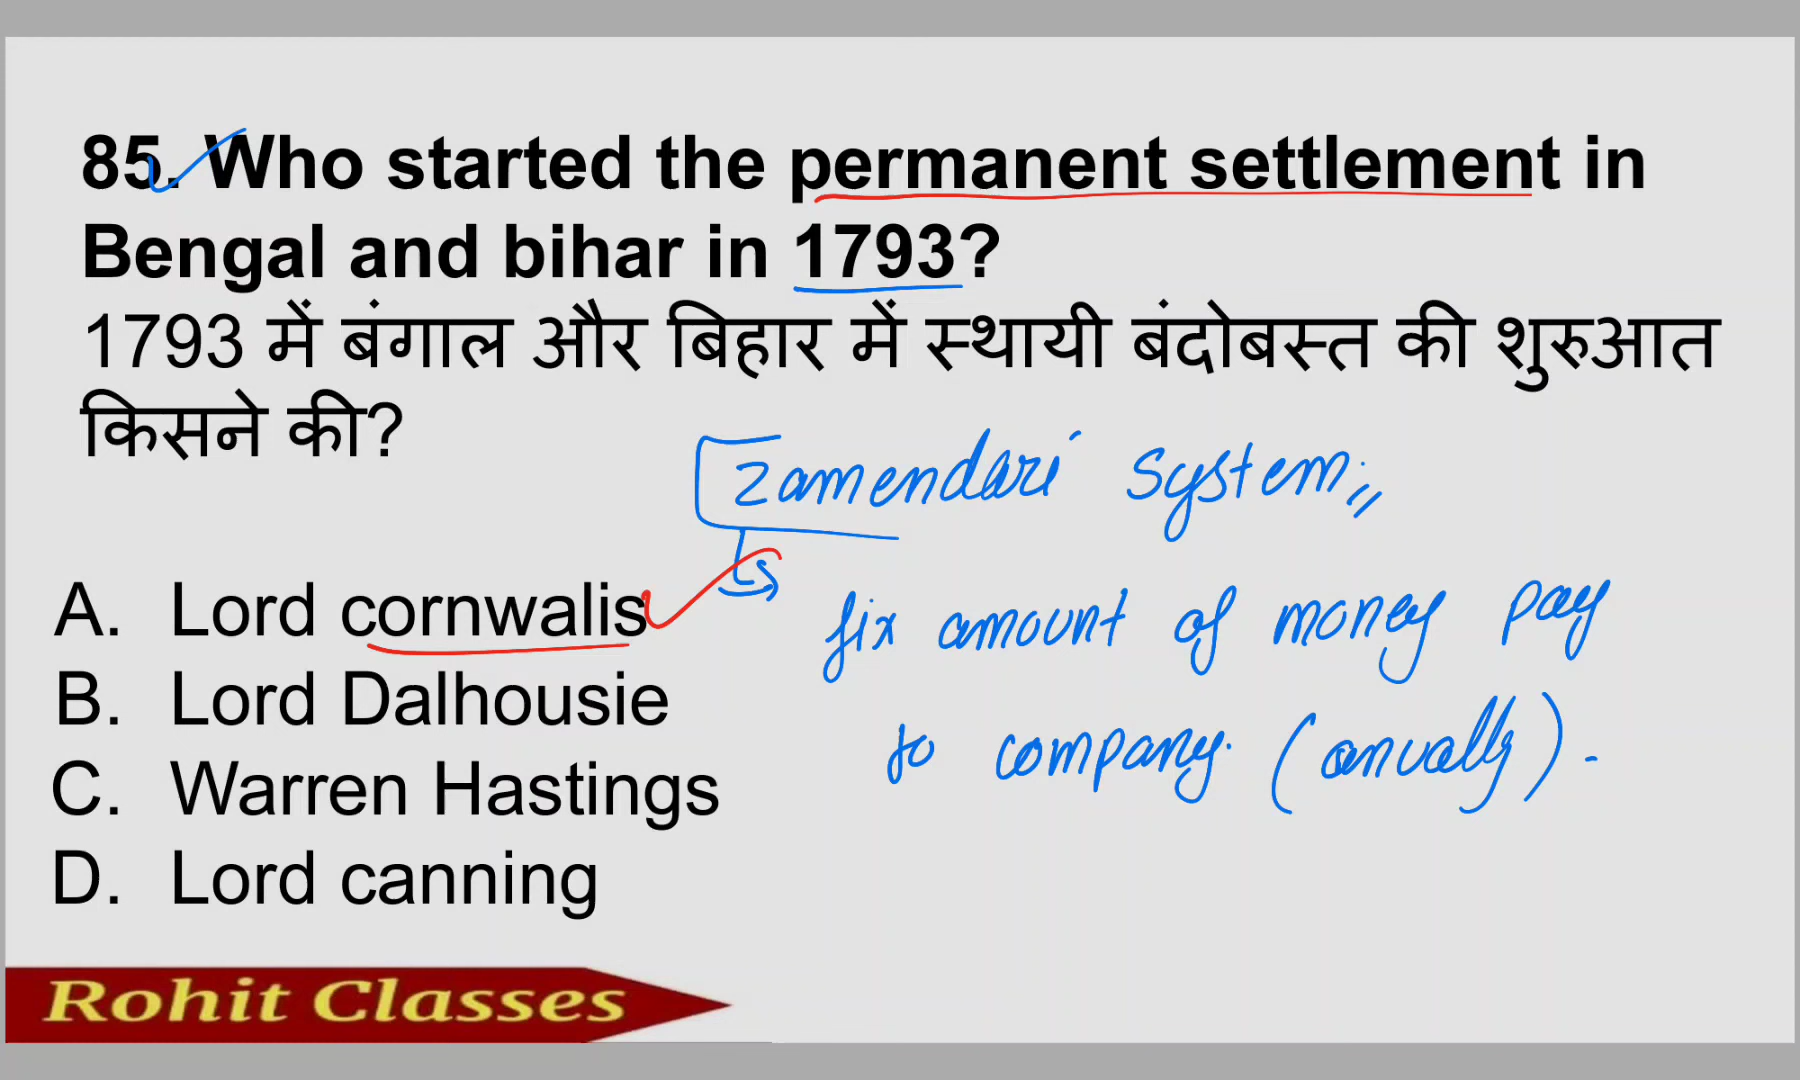 85. Who started the permanent settlement in
Bengal and bihar in 1793?
1793 में बंगाल और बिहार में स्थायी बंदोबस्त की शुरुआत
किसने की?
Zamendari system
A. Lord cornwalis
fix amount of money pay
B. Lord Dalhousie
to company. (anually).
C. Warren Hastings
D. Lord canning
Rohit Classes